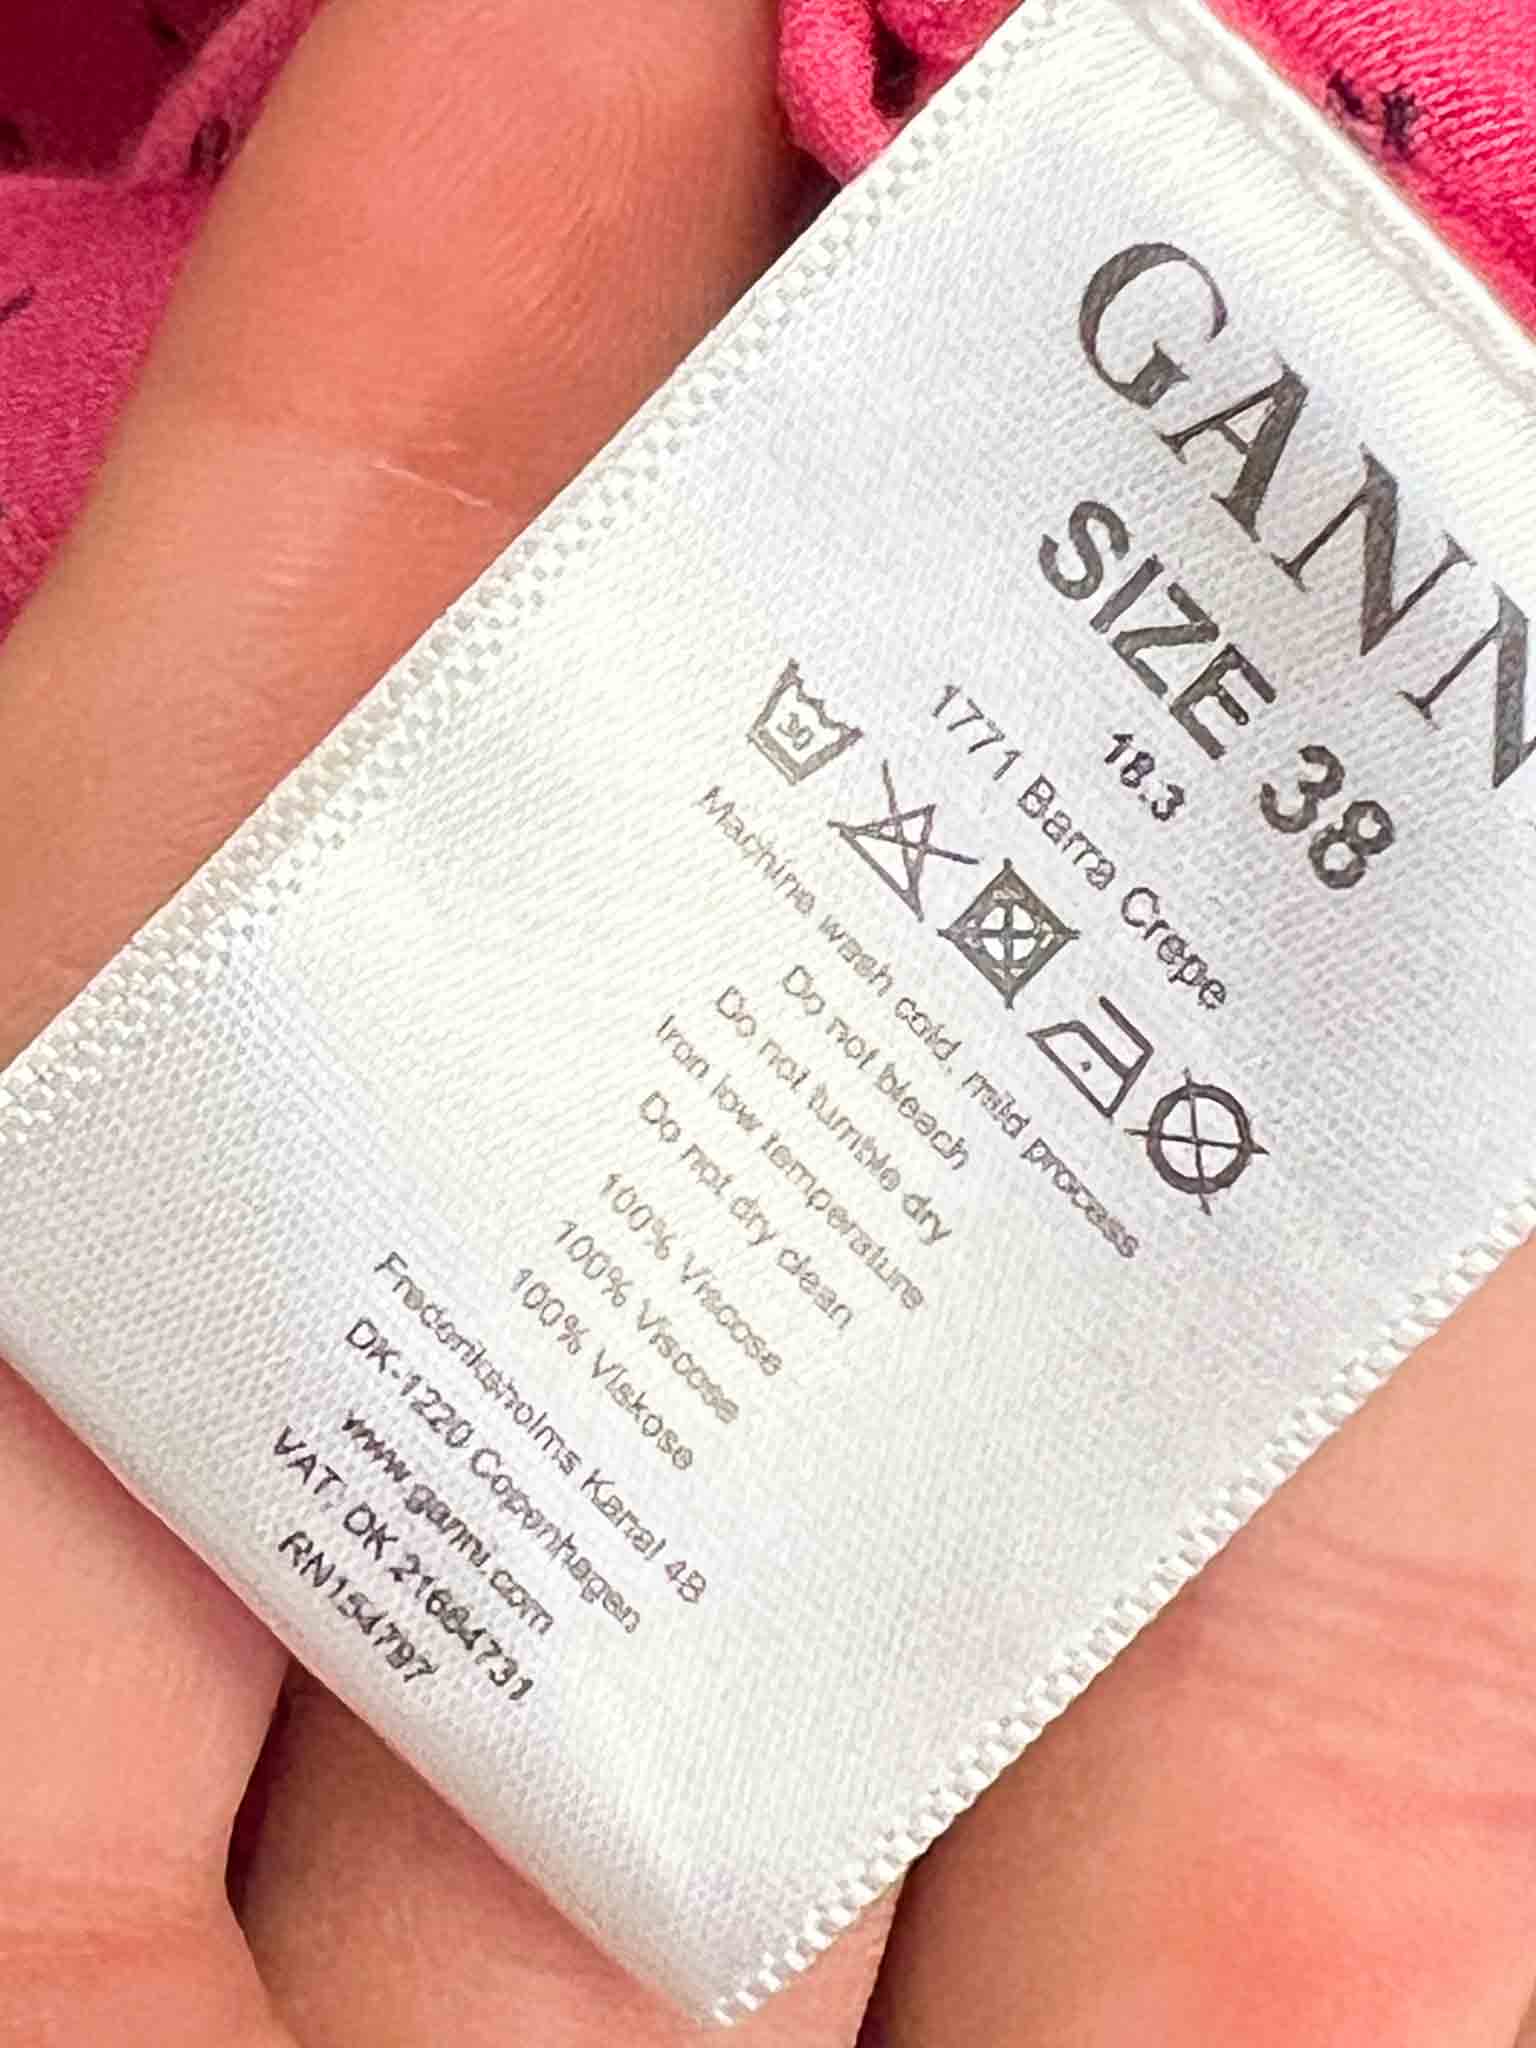 GANN
SIZE 38
18.3
1771 Barra Crepe
30
Machine wash cold, mild process
Do not bleach
Do not tumble dry
Iron low temperature
Do not dry clean
100% Viscose
100% Viscose
100% Viskose
Frederiksholms Kanal 4B
DK-1220 Copenhagen
www.ganni.com
VAT. DK 21684731
RN154797